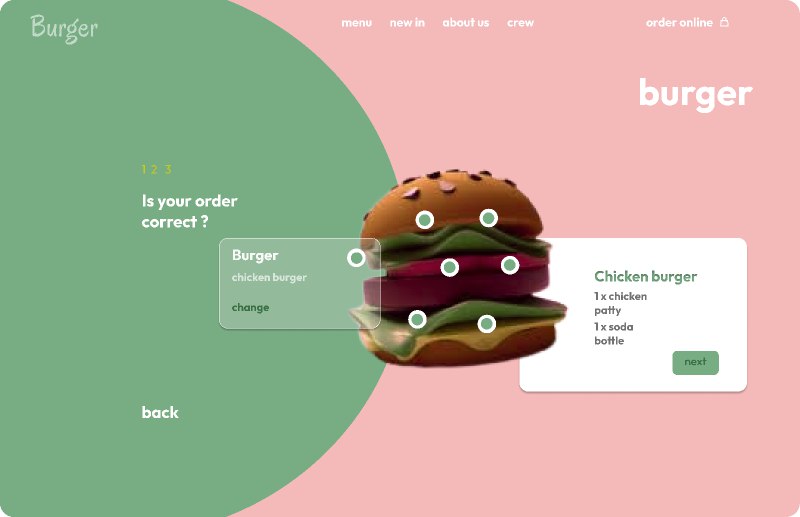 Burger
menu new in about us crew
order online
burger
1 2 3
Is your order
correct ?
Burger
chicken burger
change
Chicken burger
1 x chicken
patty
1 x soda
bottle
next
back